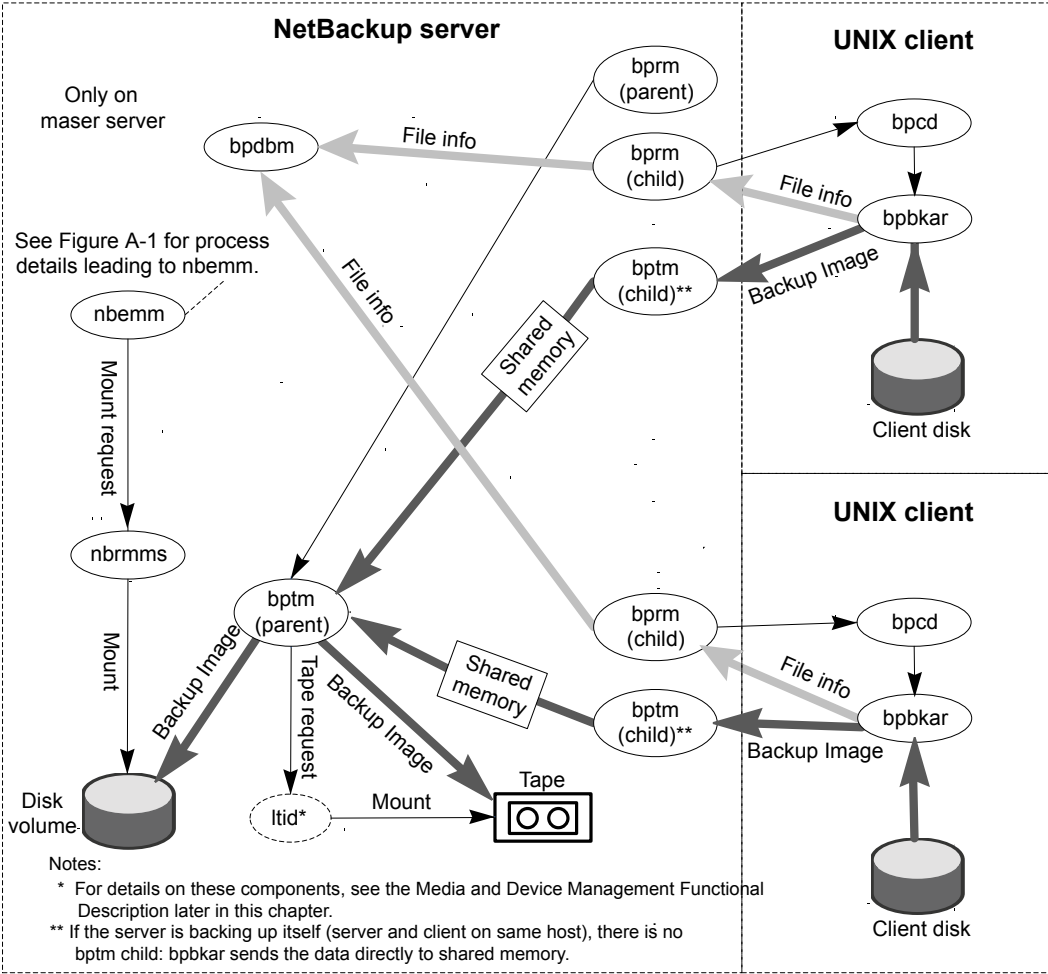 NetBackup server
UNIX client
Only on
maser server
bprm
(parent)
bpdbm
File info
bprm
(child)
bpcd
File info
bpbkar
See Figure A-1 for process
details leading to nbemm.
File info
bptm
(child)**
Backup Image
nbemm
Shared
memory
Client disk
Mount request
UNIX client
nbrmms
Mount
bptm
(parent)
Backup Image
Tape request
Backup Image
Shared
memory
bprm
(child)
bpcd
File info
bptm
(child)**
bpbkar
Backup Image
Disk
volume
ltid*
Mount
Tape
Client disk
Notes:
* For details on these components, see the Media and Device Management Functional
Description later in this chapter.
** If the server is backing up itself (server and client on same host), there is no
bptm child: bpbkar sends the data directly to shared memory.